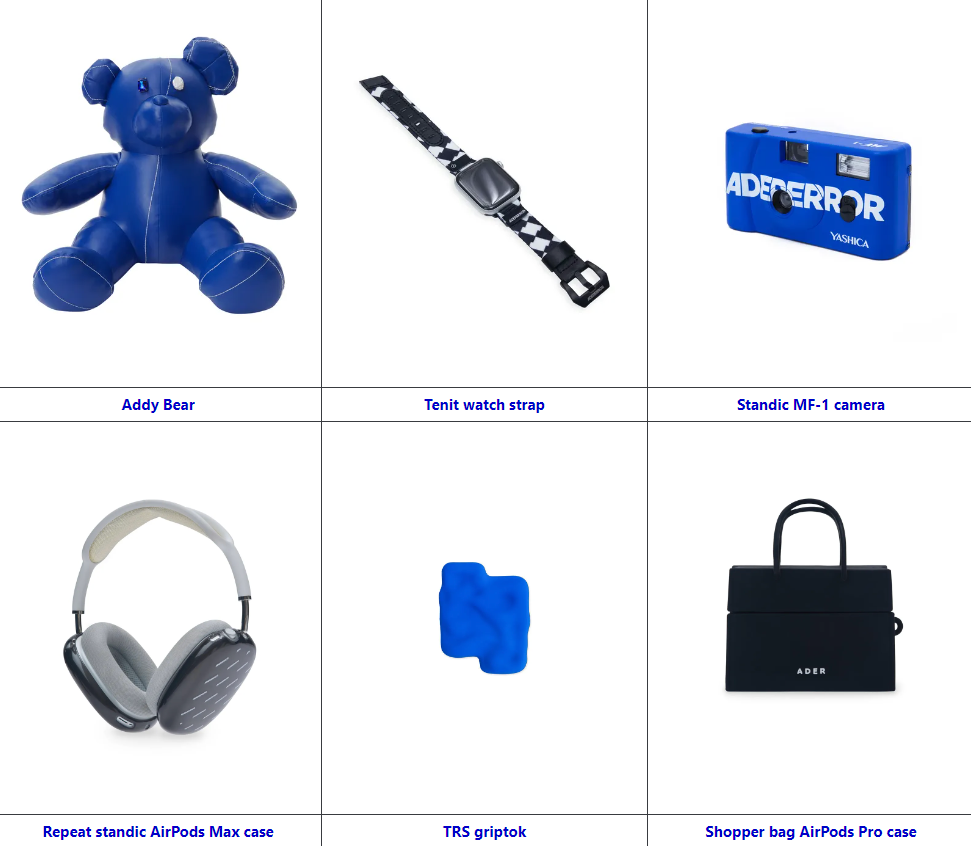 ADERERROR
YASHICA
Addy Bear
Tenit watch strap
Standic MF-1 camera
ADER
Repeat standic AirPods Max case
TRS griptok
Shopper bag AirPods Pro case